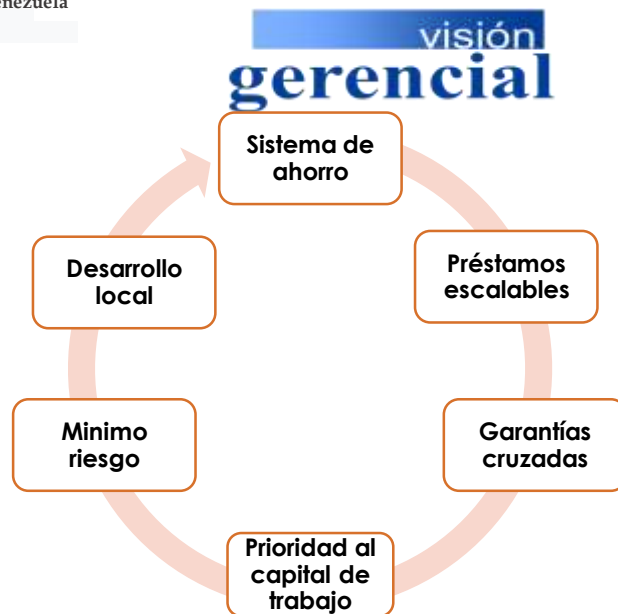 visión
gerencial
Sistema de
ahorro
Préstamos
escalables
Garantías
cruzadas
Prioridad al
capital de
trabajo
Minimo
riesgo
Desarrollo
local